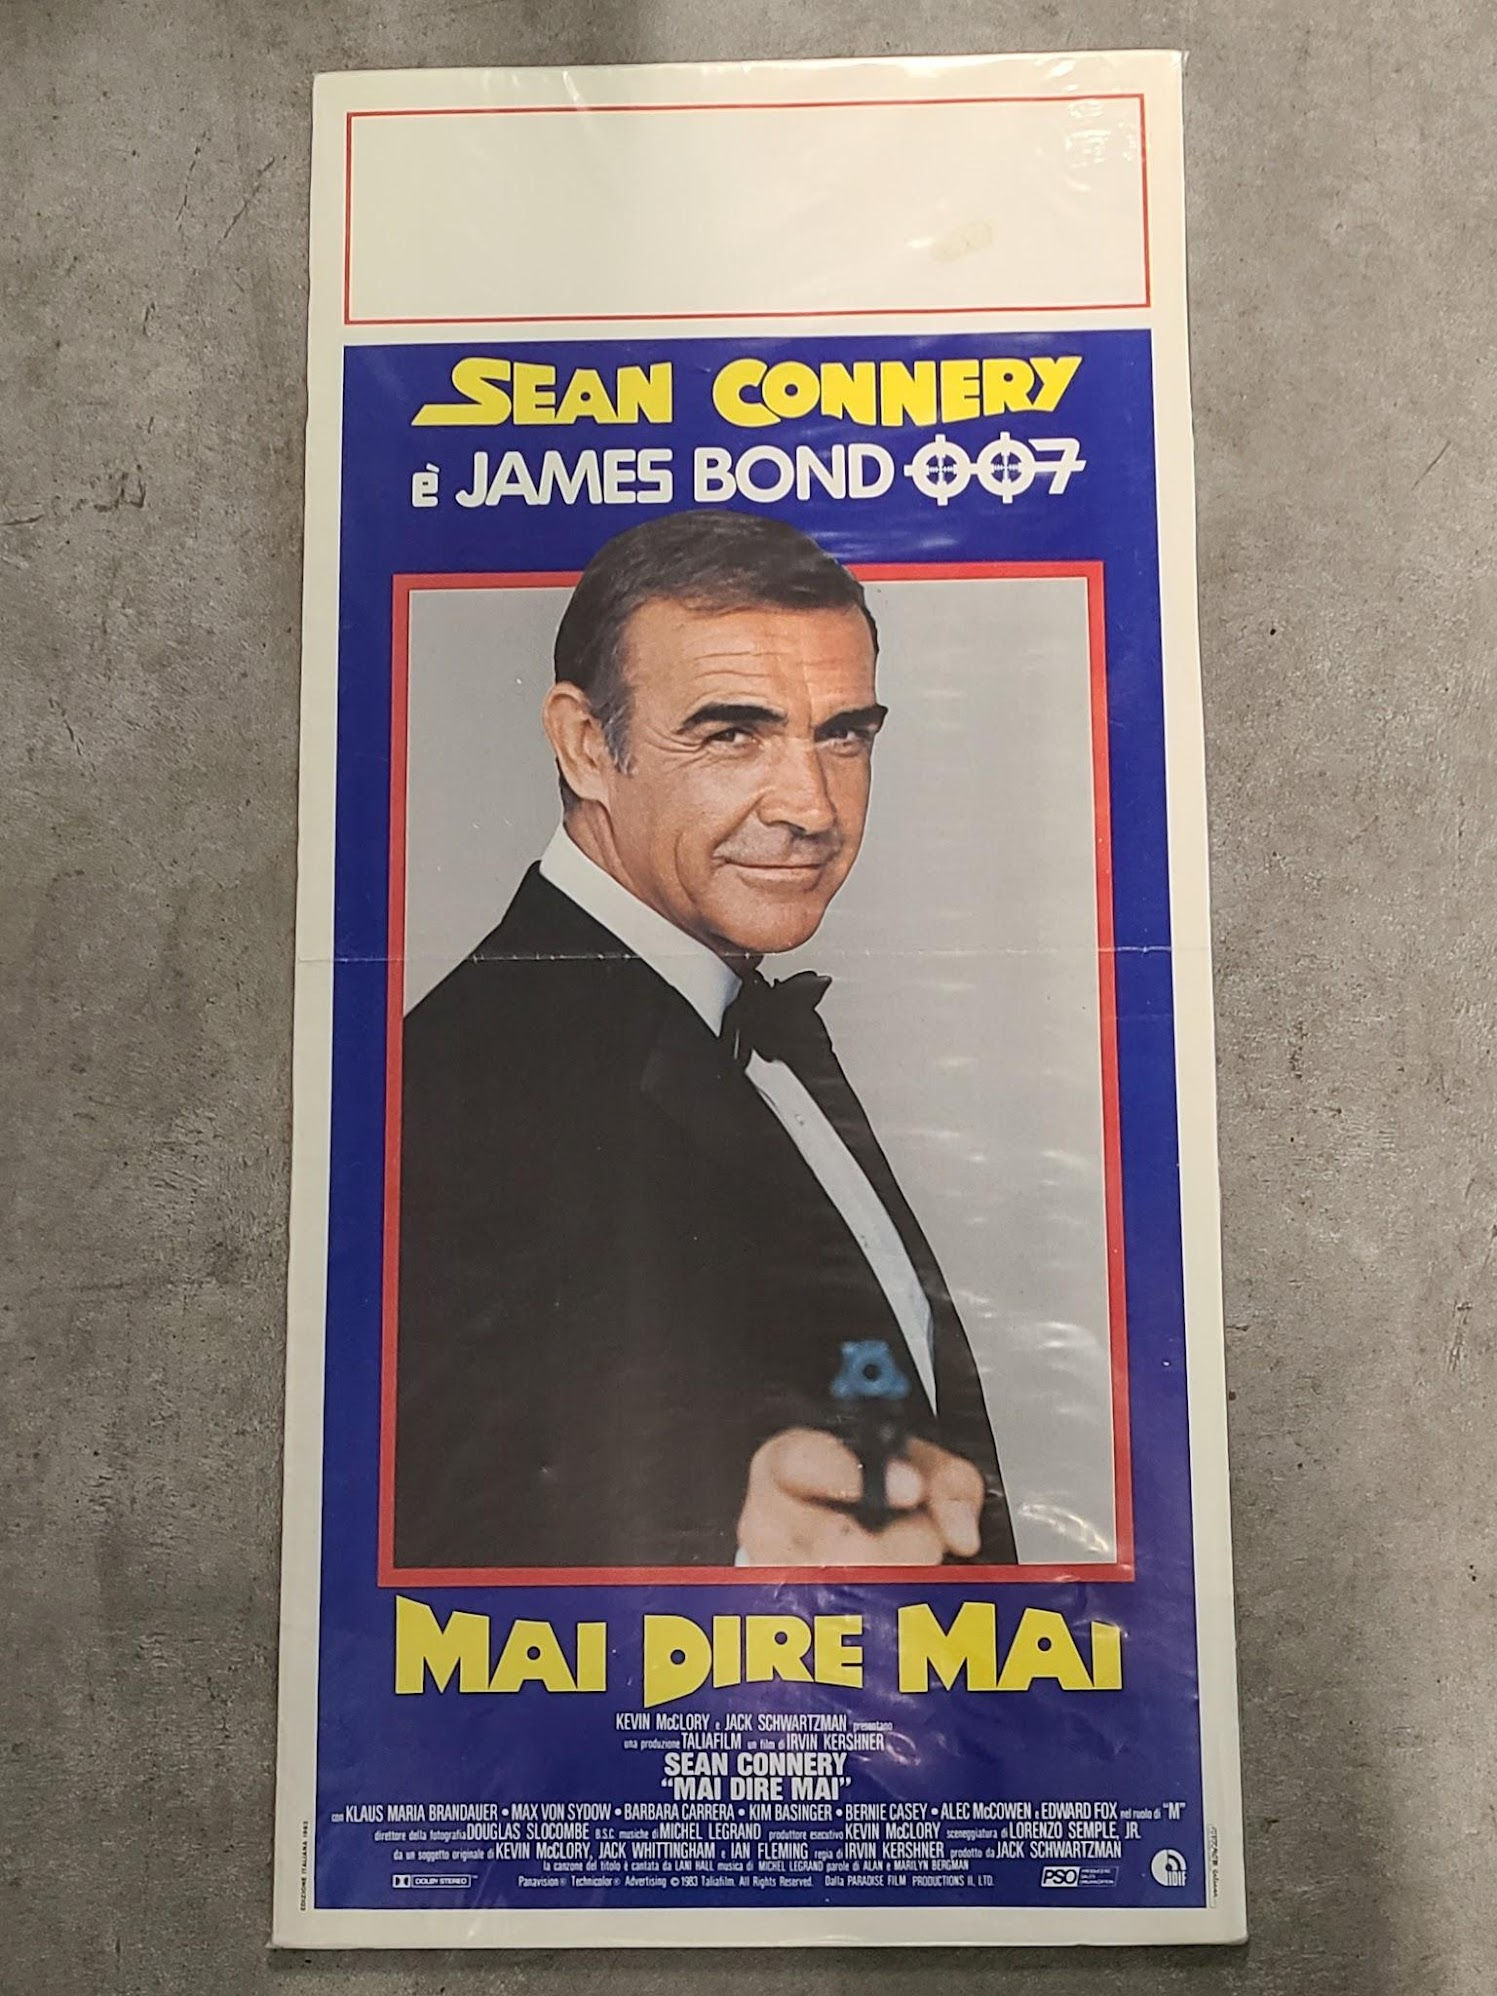 SEAN CONNERY
è JAMES BOND 007
MAI DIRE MAI
KEVIN McCLORY e JACK SCHWARTZMAN presentano
una produzione TALIAFILM un film di IRVIN KERSHNER
SEAN CONNERY
"MAI DIRE MAI"
con KLAUS MARIA BRANDAUER • MAX VON SYDOW • BARBARA CARRERA • KIM BASINGER • BERNIE CASEY • ALEC McCOWEN e EDWARD FOX nel ruolo di "M"
direttore della fotografia DOUGLAS SLOCOMBE B.S.C. musiche di MICHEL LEGRAND produttore esecutivo KEVIN McCLORY sceneggiatura di LORENZO SEMPLE, JR.
da un soggetto originale di KEVIN McCLORY, JACK WHITTINGHAM e IAN FLEMING regia di IRVIN KERSHNER prodotto da JACK SCHWARTZMAN
la canzone del titolo è cantata da LANI HALL musica di MICHEL LEGRAND parole di ALAN e MARILYN BERGMAN
Panavision® Technicolor® Advertising © 1983 Taliafilm. All Rights Reserved. Dalla PARADISE FILM PRODUCTIONS II, LTD.
DOLBY STEREO
PSO PRODUCERS SALES ORGANIZATION
EDIZIONE ITALIANA 1983